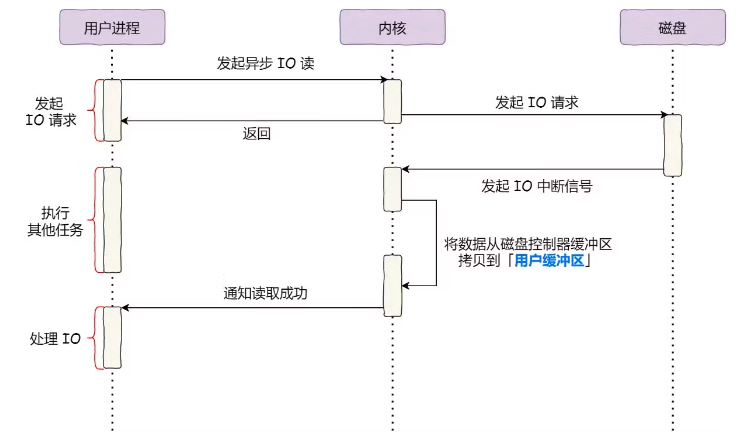 用户进程
内核
磁盘
发起异步 IO 读
发起
IO 请求
发起 IO 请求
返回
发起 IO 中断信号
执行
其他任务
将数据从磁盘控制器缓冲区
拷贝到「用户缓冲区」
通知读取成功
处理 IO